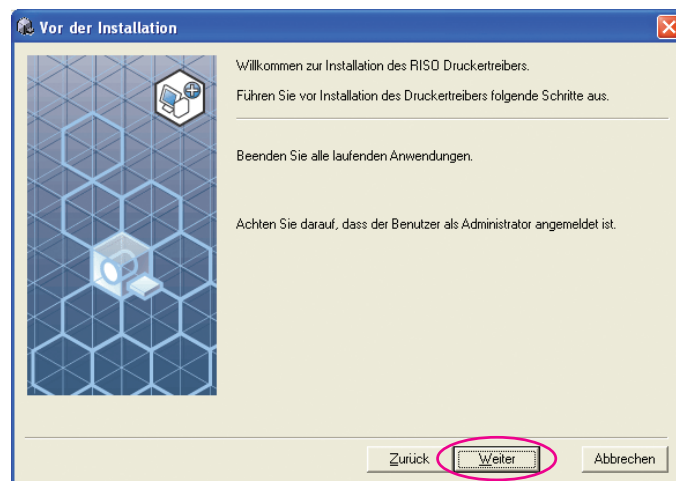 Vor der Installation
Willkommen zur Installation des RISO Druckertreibers.
Führen Sie vor Installation des Druckertreibers folgende Schritte aus.
Beenden Sie alle laufenden Anwendungen.
Achten Sie darauf, dass der Benutzer als Administrator angemeldet ist.
Zurück Weiter Abbrechen